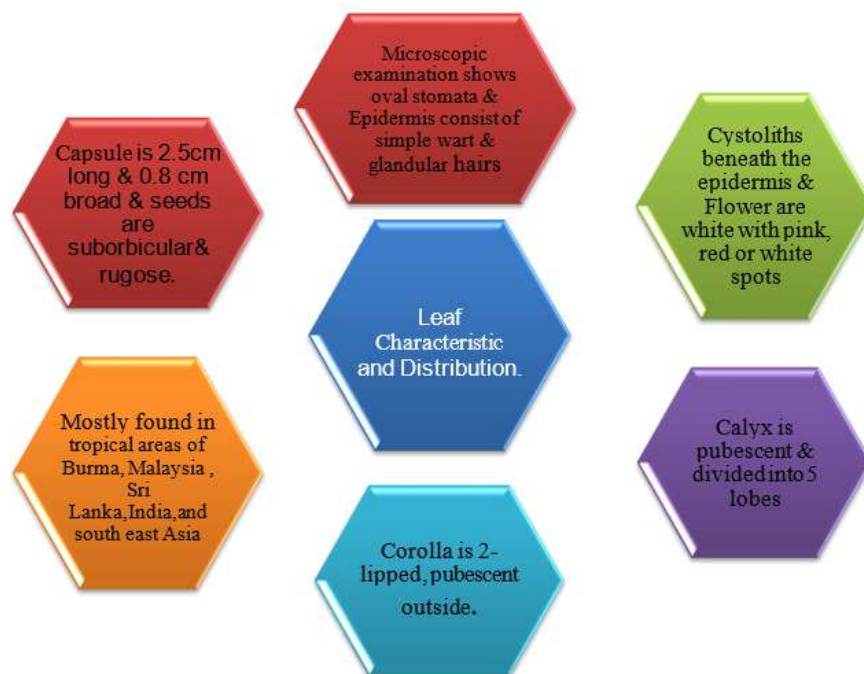 Microscopic
examination shows
oval stomata &
Epidermis consist of
simple wart &
glandular hairs
Capsule is 2.5cm
long & 0.8 cm
broad & seeds
are
suborbicular&
rugose.
Cystoliths
beneath the
epidermis &
Flower are
white with pink,
red or white
spots
Leaf
Characteristic
and Distribution.
Mostly found in
tropical areas of
Burma, Malaysia ,
Sri
Lanka,India,and
south east Asia
Calyx is
pubescent &
divided into 5
lobes
Corolla is 2-
lipped, pubescent
outside.